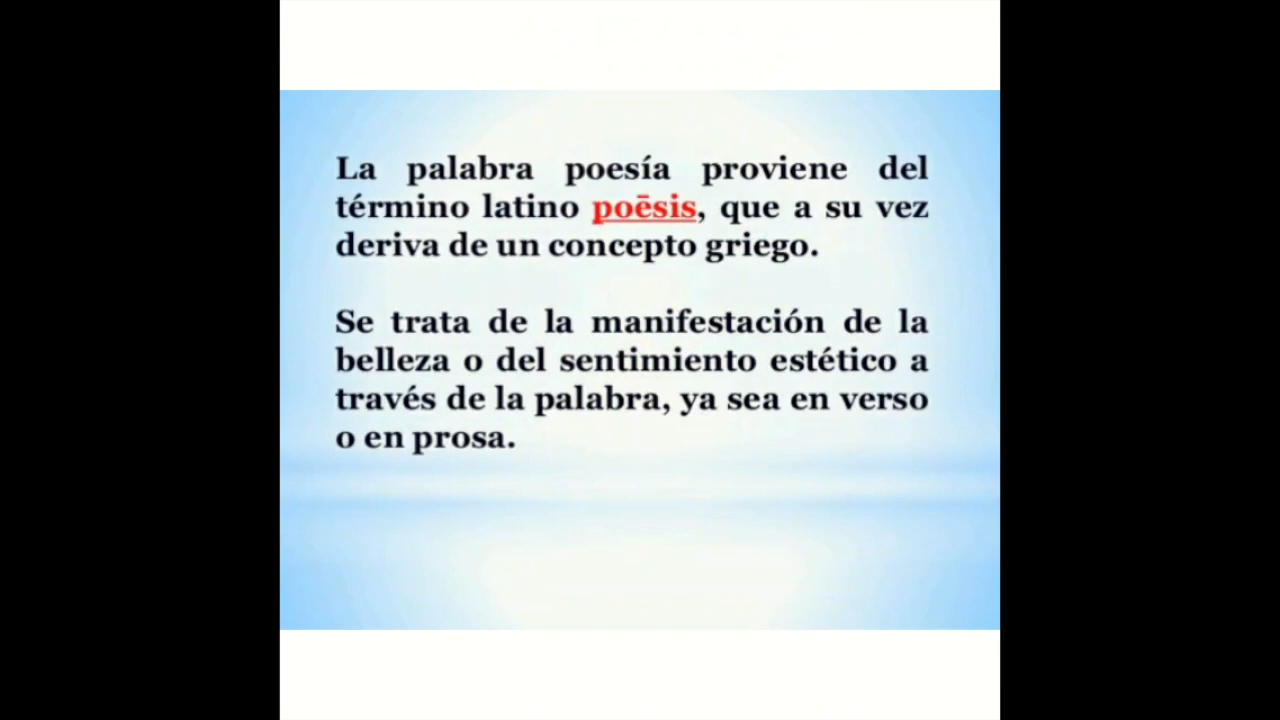 La palabra poesía proviene del
término latino poēsis, que a su vez
deriva de un concepto griego.
Se trata de la manifestación de la
belleza o del sentimiento estético a
través de la palabra, ya sea en verso
o en prosa.